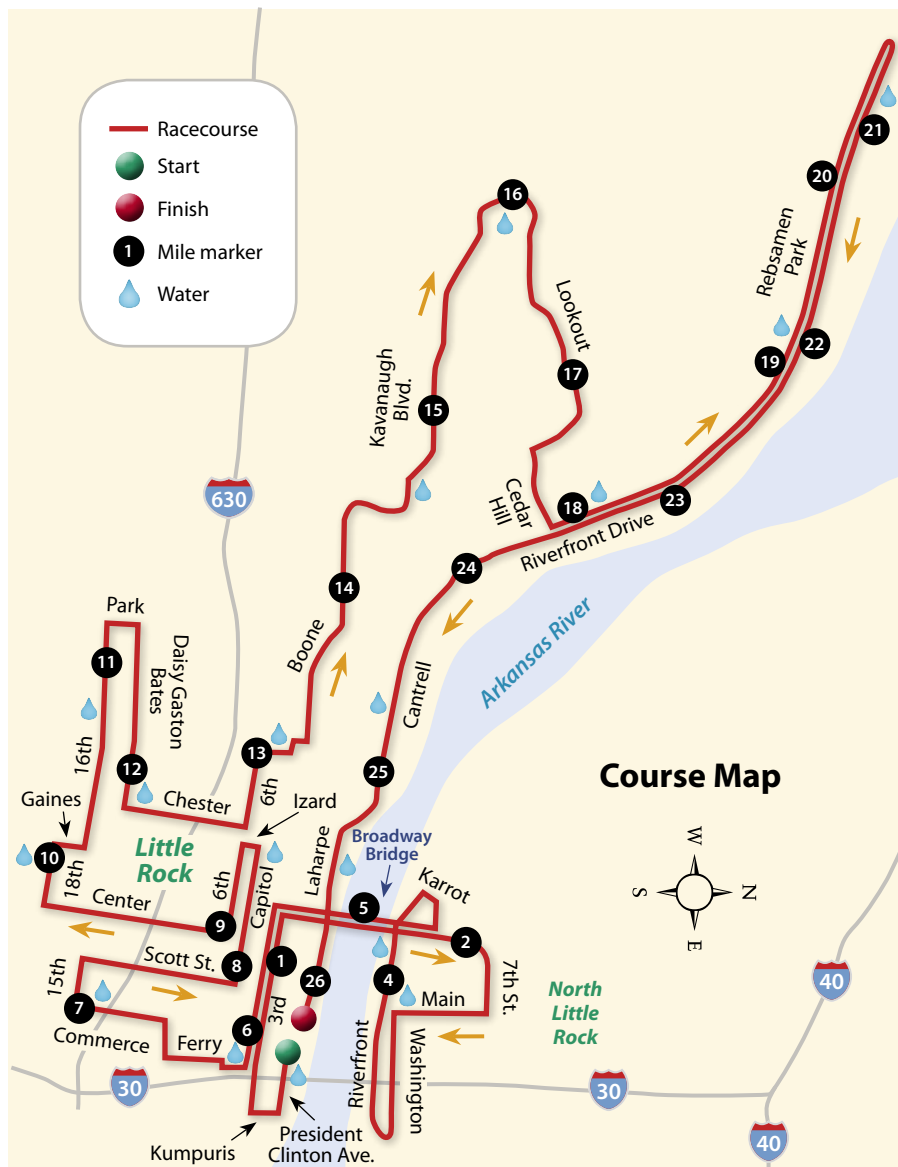 Racecourse
Start
Finish
1
Mile marker
Water
21
20
Rebsamen
Park
16
Lookout
22
19
17
Kavanaugh
Blvd.
15
630
Cedar
Hill
18
23
Riverfront Drive
24
14
Arkansas River
Park
11
Daisy Gaston
Bates
Boone
Cantrell
16th
13
12
25
Course Map
6th
Chester
Gaines
Izard
Broadway
Bridge
Little
Rock
Laharpe
W
S
N
E
10
18th
6th
Capitol
Karrot
Center
5
9
2
Scott St.
8
1
15th
3rd
26
4
7th St.
Main
40
7
North
Little
Rock
Commerce
Ferry
6
Riverfront
Washington
30
30
40
Kumpuris
President
Clinton Ave.